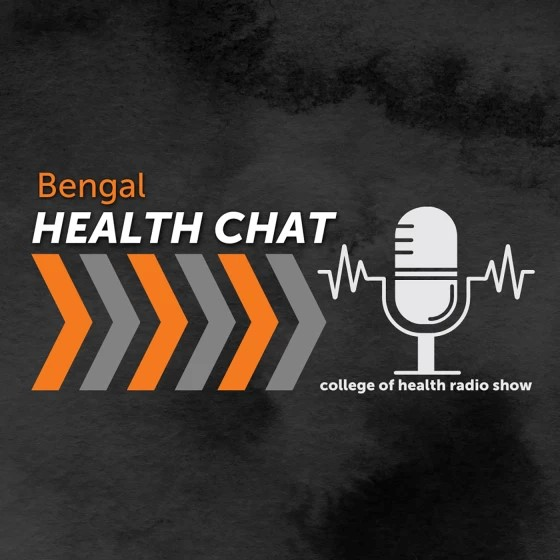 Bengal
HEALTH CHAT
college of health radio show